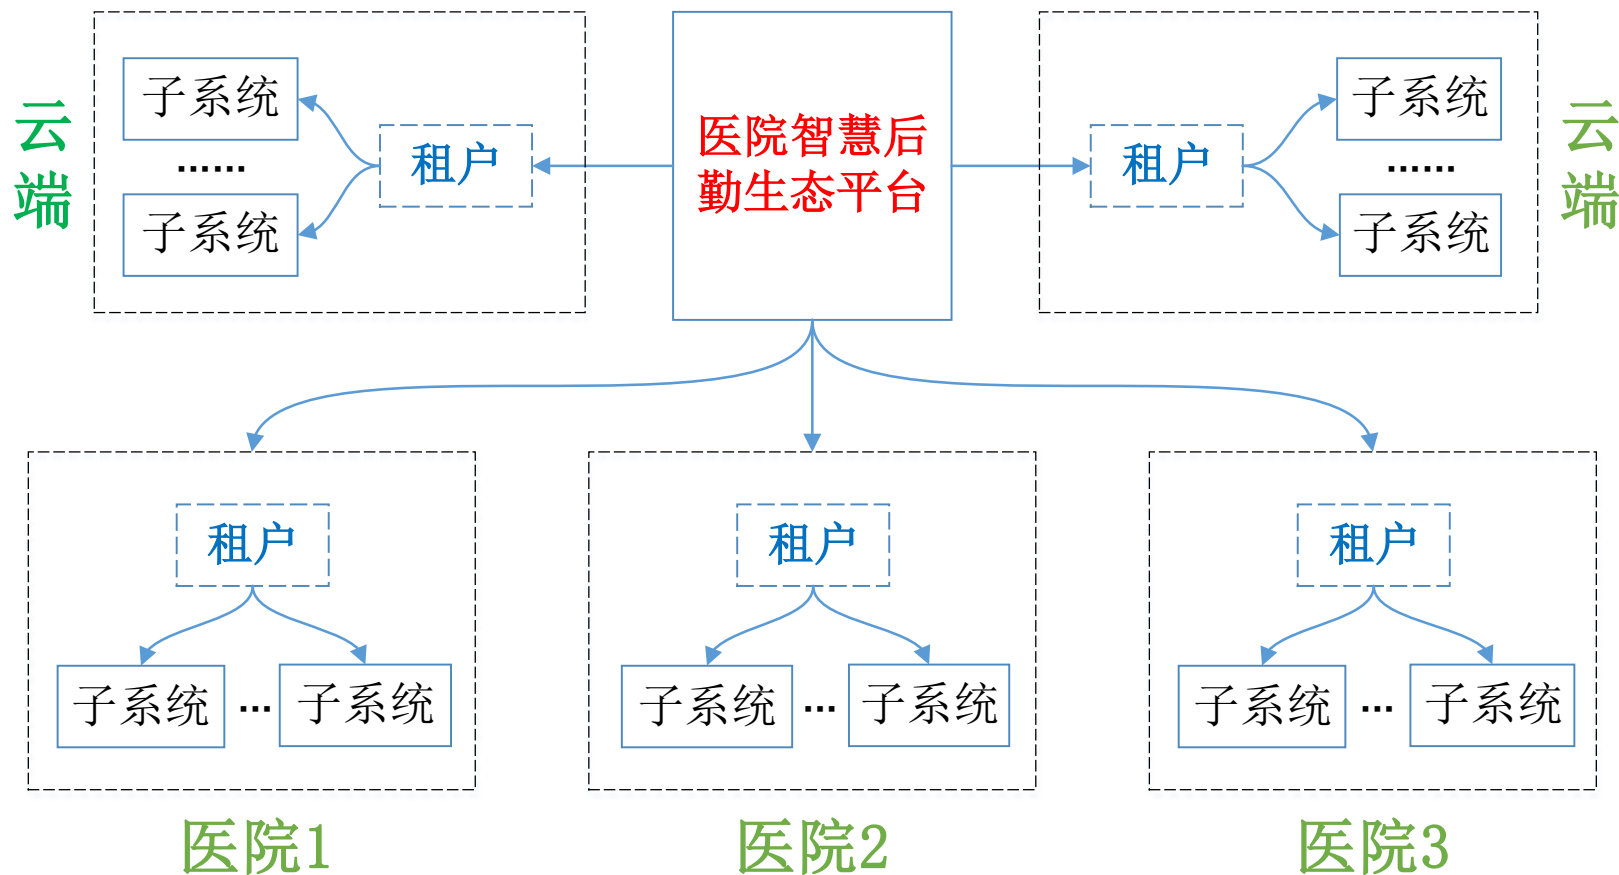 云端
子系统
……
子系统
租户
医院智慧后
勤生态平台
租户
子系统
……
子系统
云端
租户
子系统 … 子系统
医院1
租户
子系统 … 子系统
医院2
租户
子系统 … 子系统
医院3